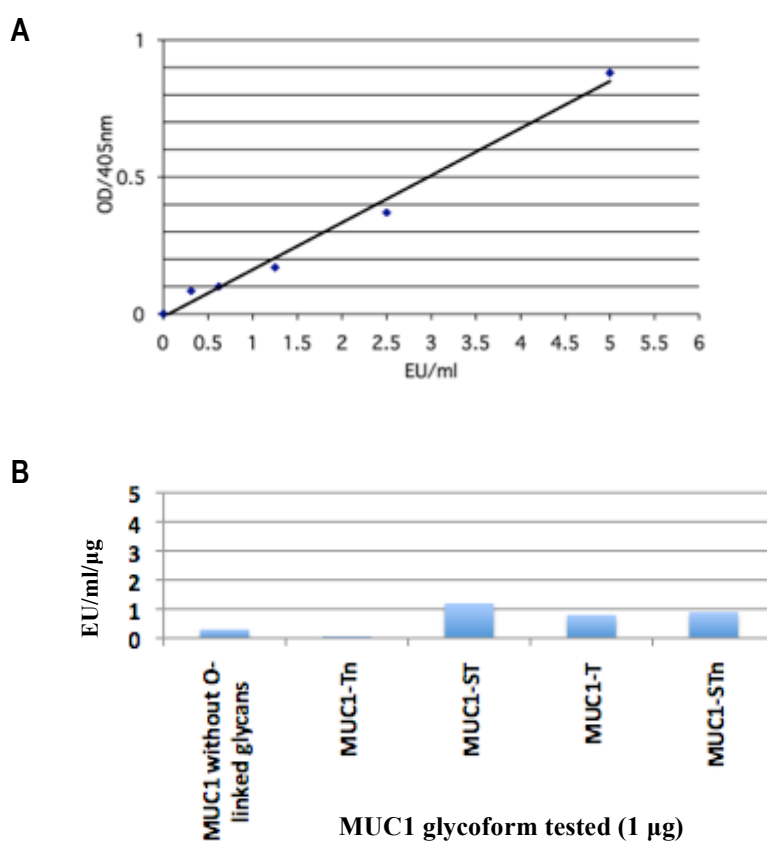 A
1
0.5
0
OD/405nm
0 0.5 1 1.5 2 2.5 3 3.5 4 4.5 5 5.5 6
EU/ml
B
5
4
3
2
1
0
EU/ml/µg
MUC1 without O-
linked glycans
MUC1-Tn
MUC1-ST
MUC1-T
MUC1-STn
MUC1 glycoform tested (1 µg)